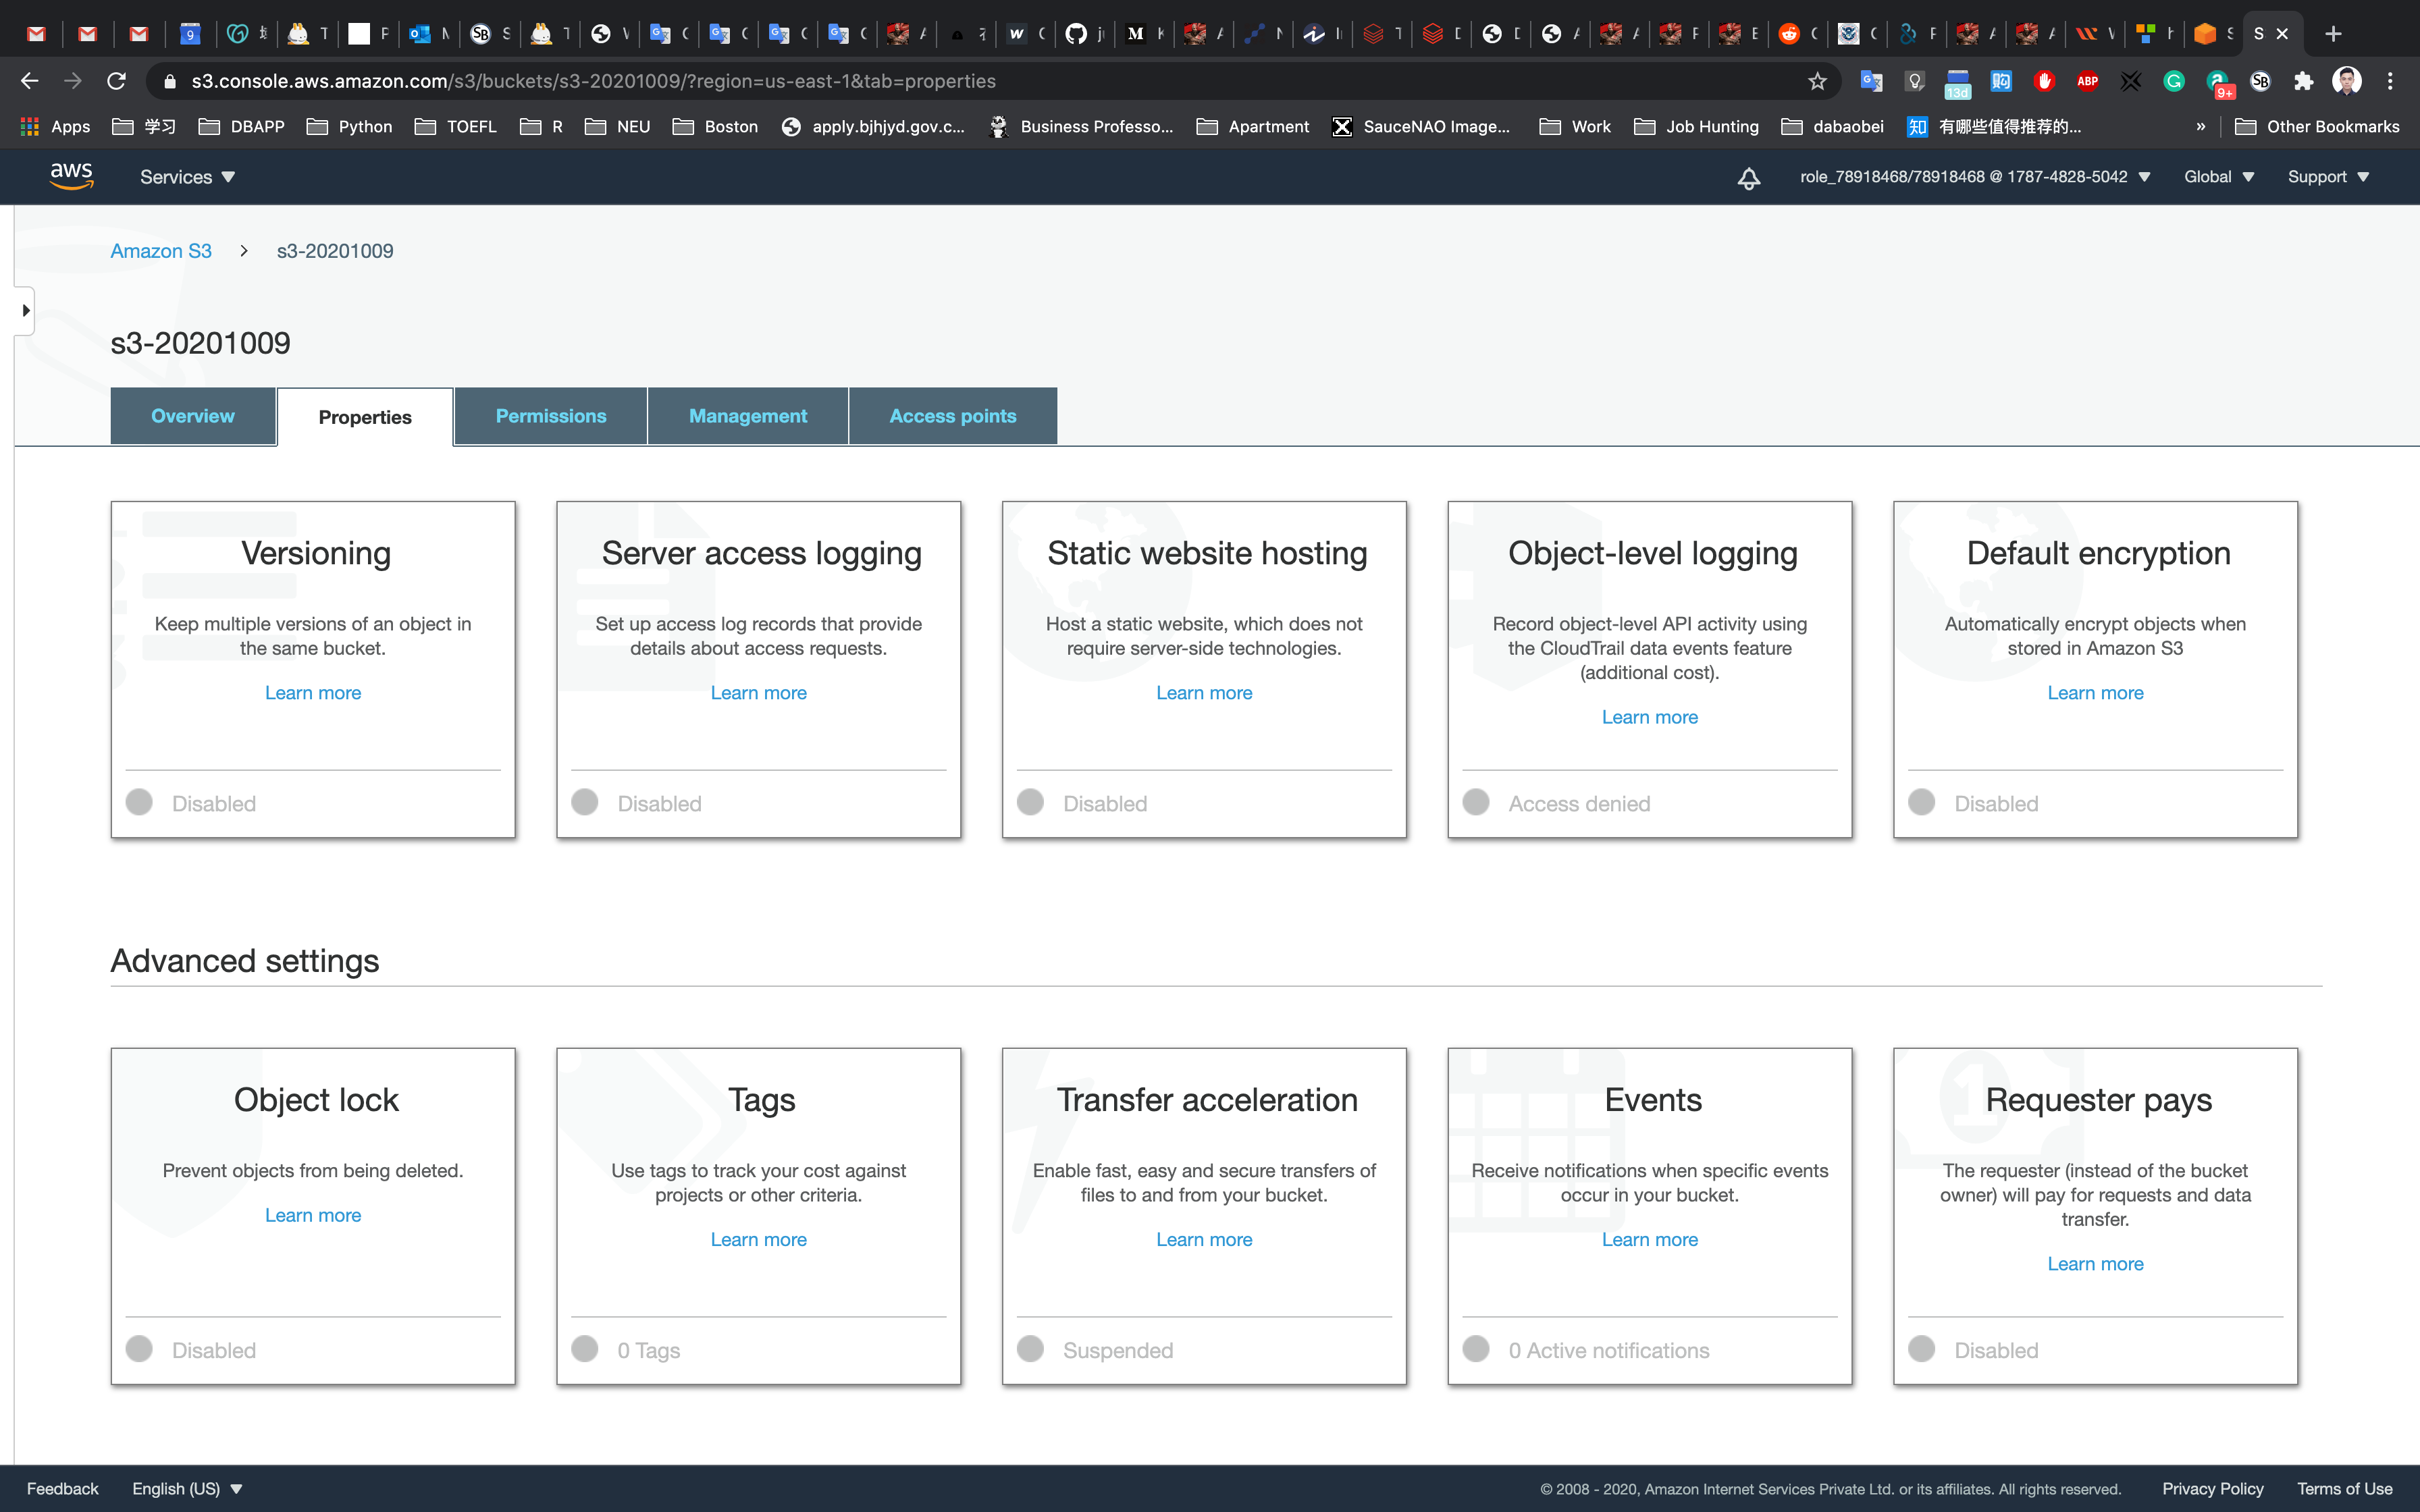 s3.console.aws.amazon.com/s3/buckets/s3-20201009/?region=us-east-1&tab=properties
13d
ABP
9+
Apps 学习 DBAPP Python TOEFL R NEU Boston apply.bjhjyd.gov.c... Business Professo... Apartment SauceNAO Image... Work Job Hunting dabaobei 知 有哪些值得推荐的... » Other Bookmarks
aws Services role_78918468/78918468 @ 1787-4828-5042 Global Support
Amazon S3 > s3-20201009
s3-20201009
Overview Properties Permissions Management Access points
Versioning
Keep multiple versions of an object in
the same bucket.
Learn more
Disabled
Server access logging
Set up access log records that provide
details about access requests.
Learn more
Disabled
Static website hosting
Host a static website, which does not
require server-side technologies.
Learn more
Disabled
Object-level logging
Record object-level API activity using
the CloudTrail data events feature
(additional cost).
Learn more
Access denied
Default encryption
Automatically encrypt objects when
stored in Amazon S3
Learn more
Disabled
Advanced settings
Object lock
Prevent objects from being deleted.
Learn more
Disabled
Tags
Use tags to track your cost against
projects or other criteria.
Learn more
0 Tags
Transfer acceleration
Enable fast, easy and secure transfers of
files to and from your bucket.
Learn more
Suspended
Events
Receive notifications when specific events
occur in your bucket.
Learn more
0 Active notifications
Requester pays
The requester (instead of the bucket
owner) will pay for requests and data
transfer.
Learn more
Disabled
Feedback English (US) © 2008 - 2020, Amazon Internet Services Private Ltd. or its affiliates. All rights reserved. Privacy Policy Terms of Use